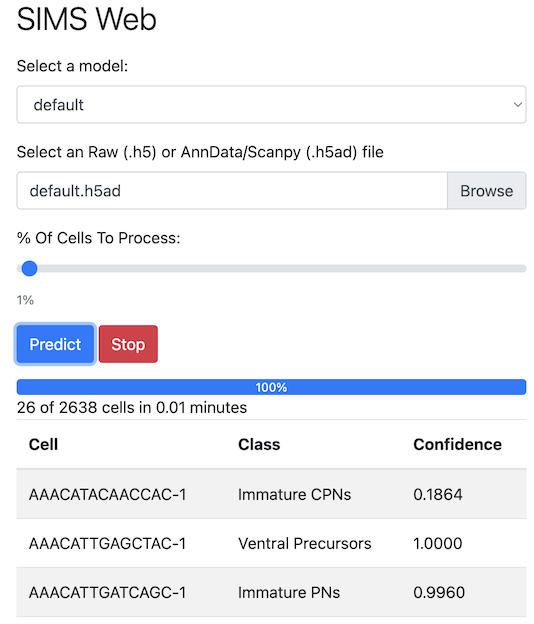 SIMS Web
Select a model:
default
Select an Raw (.h5) or AnnData/Scanpy (.h5ad) file
default.h5ad Browse
% Of Cells To Process:
1%
Predict Stop
100%
26 of 2638 cells in 0.01 minutes
Cell Class Confidence
AAACATACAACCAC-1 Immature CPNs 0.1864
AAACATTGAGCTAC-1 Ventral Precursors 1.0000
AAACATTGATCAGC-1 Immature PNs 0.9960